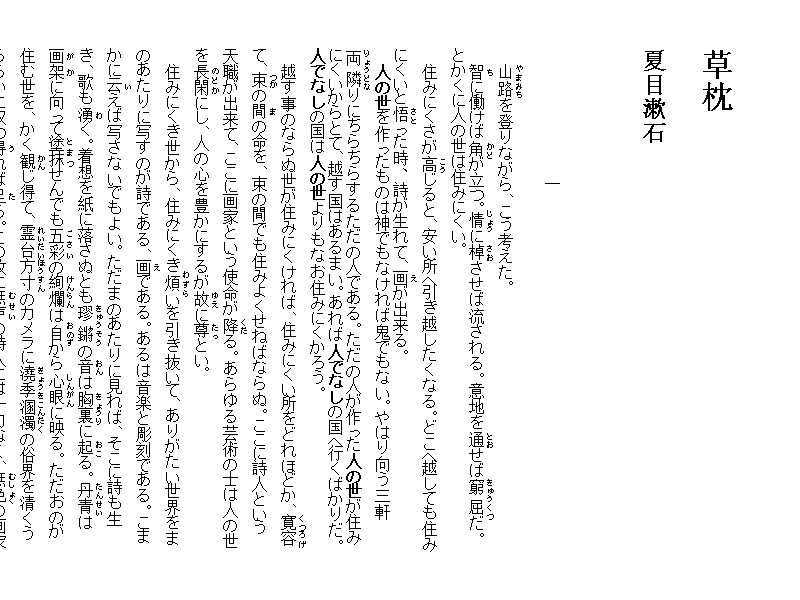 草枕
夏目漱石
一
山路を登りながら、こう考えた。
智に働けば角が立つ。情に棹させば流される。意地を通せば窮屈だ。
とかくに人の世は住みにくい。
住みにくさが高じると、安い所へ引き越したくなる。どこへ越しても住み
にくいと悟った時、詩が生れて、画が出来る。
人の世を作ったものは神でもなければ鬼でもない。やはり向う三軒
両隣りにちらちらするただの人である。ただの人が作った人の世が住み
にくいからとて、越す国はあるまい。あれば人でなしの国へ行くばかりだ。
人でなしの国は人の世よりもなお住みにくかろう。
越す事のならぬ世が住みにくければ、住みにくい所をどれほどか、寛容
て、束の間の命を、束の間でも住みよくせねばならぬ。ここに詩人という
天職が出来て、ここに画家という使命が降る。あらゆる芸術の士は人の世
を長閑にし、人の心を豊かにするが故に尊とい。
住みにくき世から、住みにくき煩いを引き抜いて、ありがたい世界をま
のあたりに写すのが詩である、画である。あるは音楽と彫刻である。こま
かに云えば写さないでもよい。ただまのあたりに見れば、そこに詩も生
き、歌も湧く。着想を紙に落さぬとも璆鏘の音は胸裏に起る。丹青は
画架に向って塗抹せんでも五彩の絢爛は自から心眼に映る。ただおのが
住む世を、かく観じ得て、霊台方寸のカメラに澆季溷濁の俗界を清くう